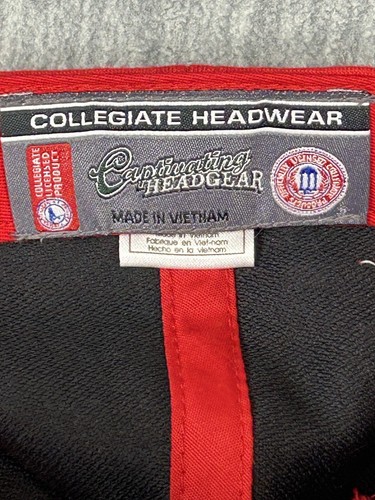 COLLEGIATE HEADWEAR
COLLEGIATE
LICENSED
PRODUCT
Captivating
HEADGEAR
MADE IN VIETNAM
Made in Vietnam
Fabriqué en Viet-nam
Hecho en la vietnam